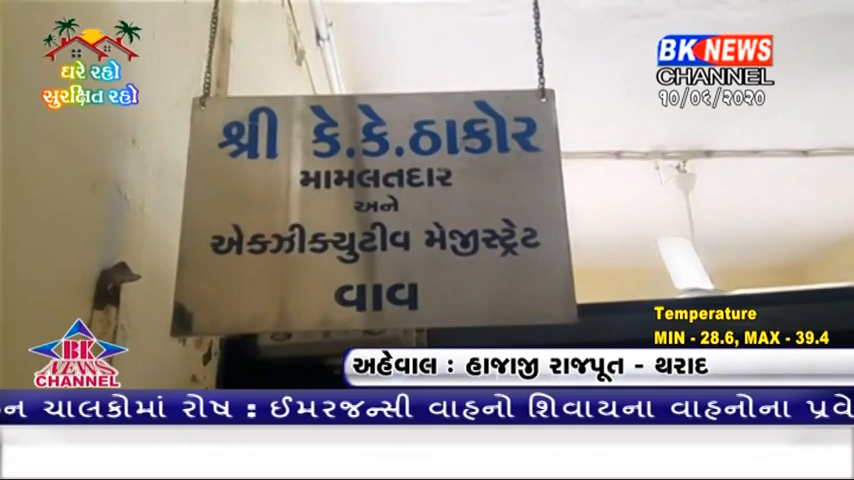 ઘરે રહો
સુરક્ષિત રહો
BK NEWS
CHANNEL
૧૦/૦૯/૨૦૨૦
શ્રી કે.કે.ઠાકોર
મામલતદાર
અને
એકઝીક્યુટીવ મેજીસ્ટ્રેટ
વાવ
Temperature
MIN - 28.6, MAX - 39.4
BK
NEWS
CHANNEL
અહેવાલ : હાજાજી રાજપૂત - થરાદ
ન ચાલકોમાં રોષ : ઈમરજન્સી વાહનો શિવાયના વાહનોના પ્રવે